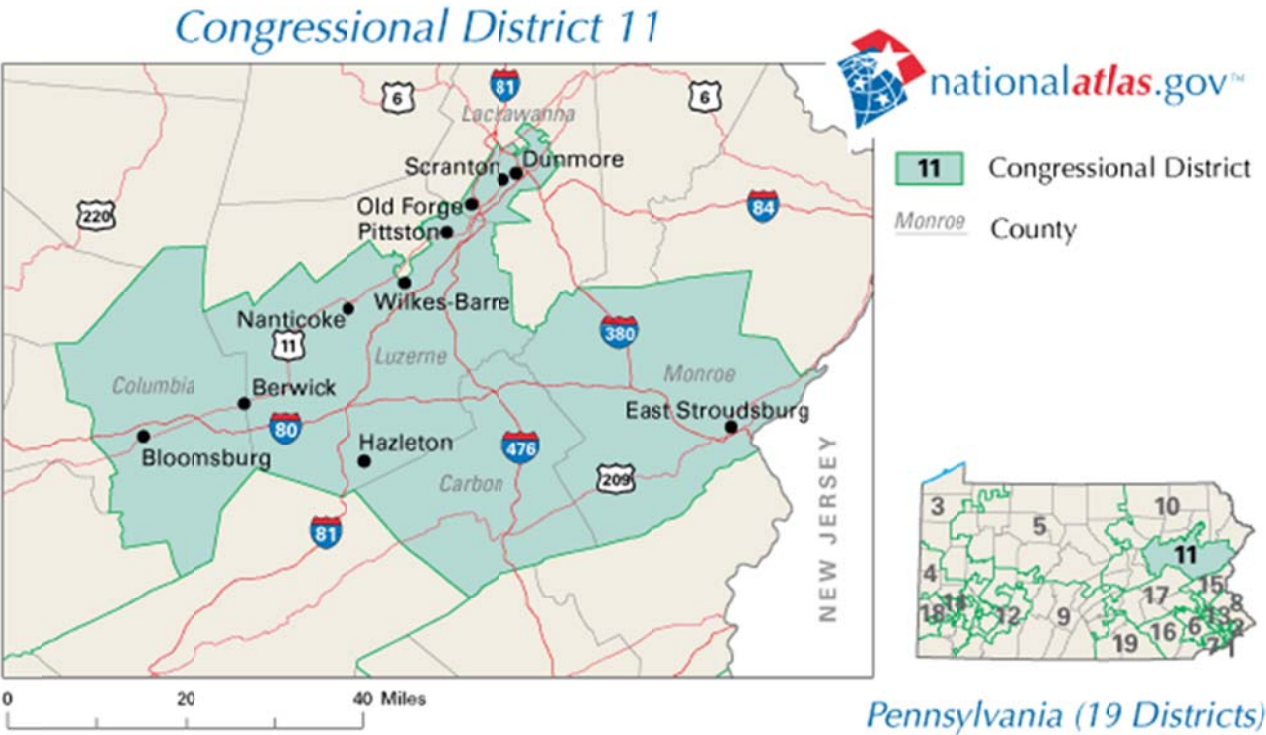 Congressional District 11
nationalatlas.gov™
11 Congressional District
Monroe County
6
81
6
Lackawanna
Scranton
Dunmore
Old Forge
Pittston
220
84
Wilkes-Barre
Nanticoke
11
380
Luzerne
Columbia
Monroe
Berwick
East Stroudsburg
80
Hazleton
476
Bloomsburg
Carbon
209
81
NEW JERSEY
0 20 40 Miles
3
10
5
11
4
15
17
8
18
12
9
13
16
6
2
19
7
1
Pennsylvania (19 Districts)